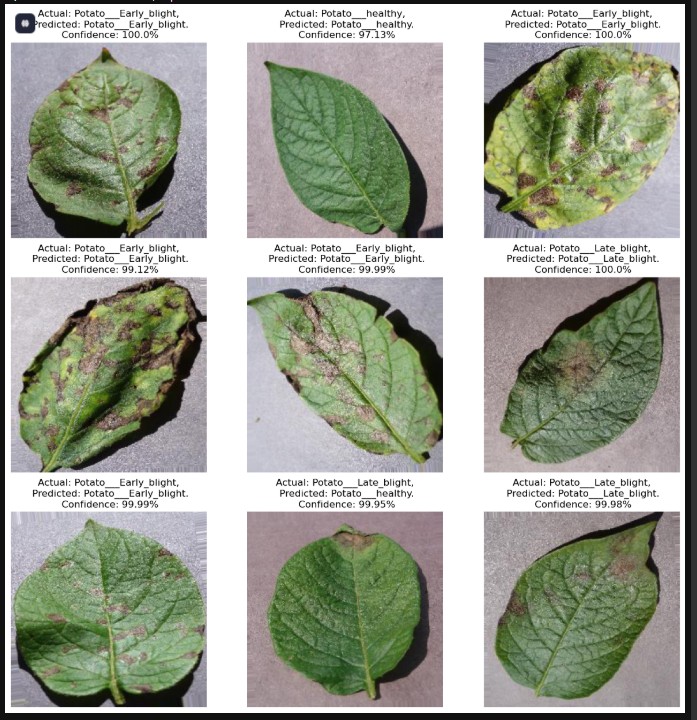 Actual: Potato___Early_blight,
Predicted: Potato___Early_blight.
Confidence: 100.0%
Actual: Potato___healthy,
Predicted: Potato___healthy.
Confidence: 97.13%
Actual: Potato___Early_blight,
Predicted: Potato___Early_blight.
Confidence: 100.0%
Actual: Potato___Early_blight,
Predicted: Potato___Early_blight.
Confidence: 99.12%
Actual: Potato___Early_blight,
Predicted: Potato___Early_blight.
Confidence: 99.99%
Actual: Potato___Late_blight,
Predicted: Potato___Late_blight.
Confidence: 100.0%
Actual: Potato___Early_blight,
Predicted: Potato___Early_blight.
Confidence: 99.99%
Actual: Potato___Late_blight,
Predicted: Potato___healthy.
Confidence: 99.95%
Actual: Potato___Late_blight,
Predicted: Potato___Late_blight.
Confidence: 99.98%